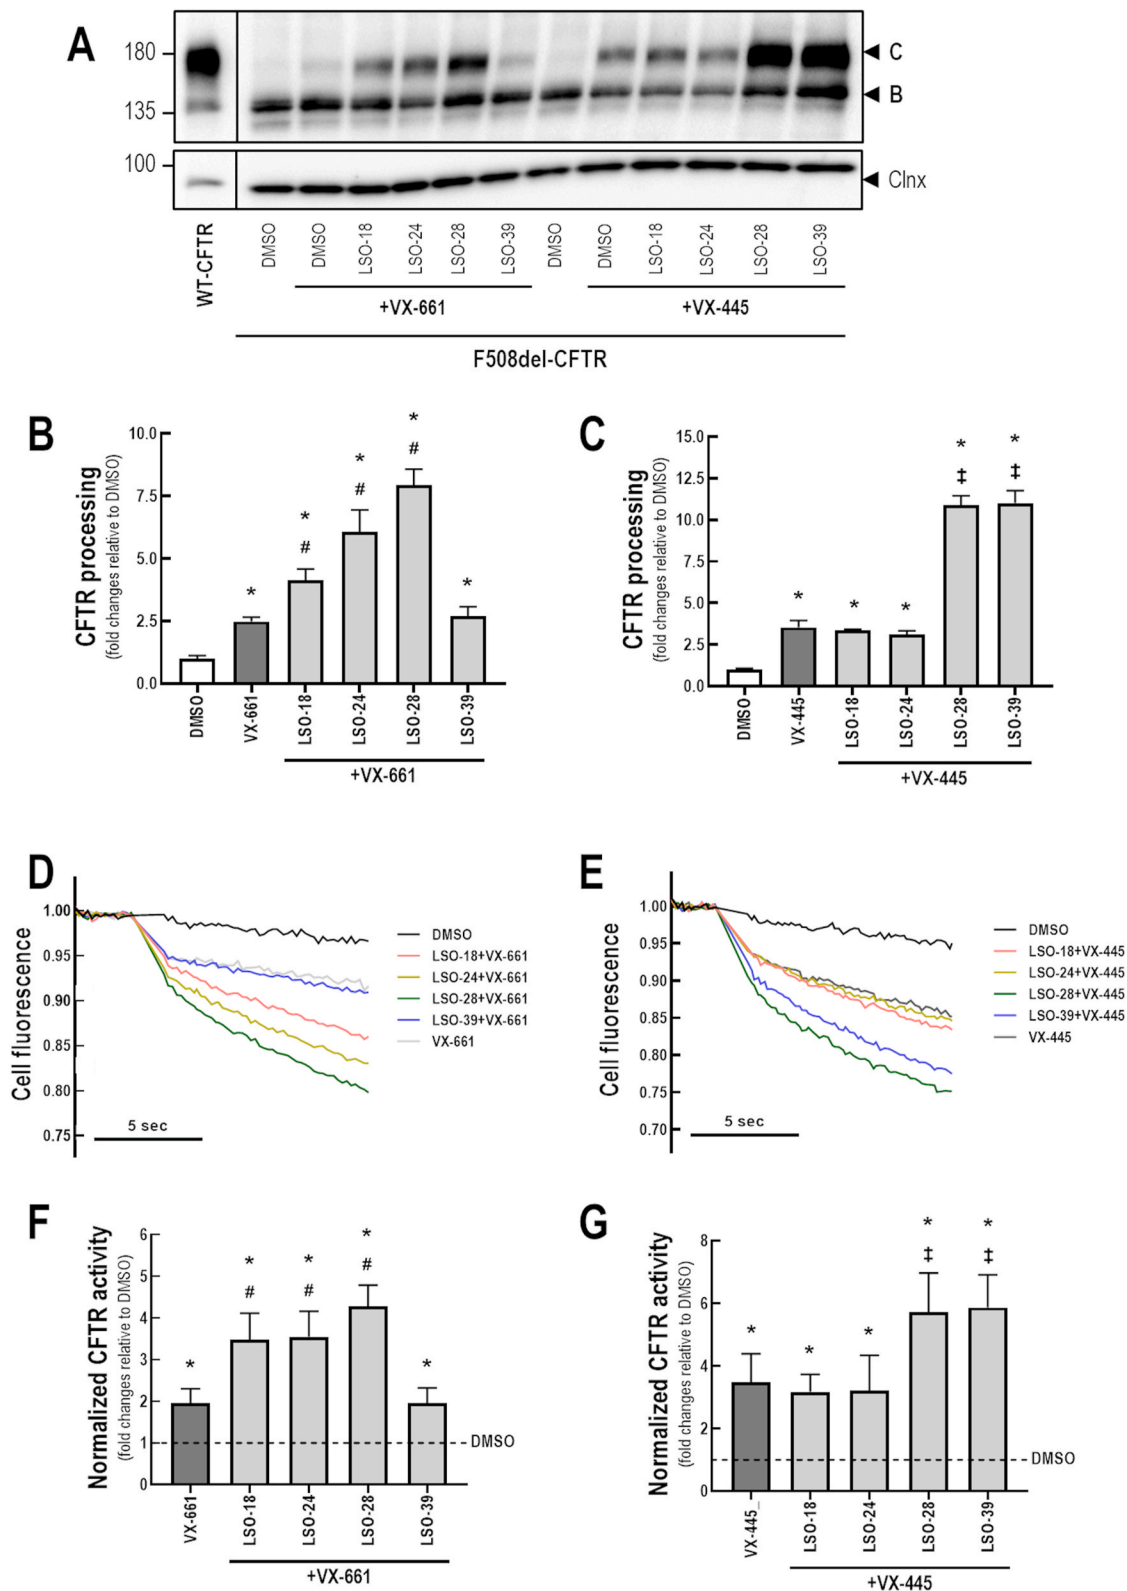 A
180
135
100
C
B
Clnx
WT-CFTR
DMSO
DMSO
LSO-18
LSO-24
LSO-28
LSO-39
DMSO
DMSO
LSO-18
LSO-24
LSO-28
LSO-39
+VX-661
+VX-445
F508del-CFTR
B
CFTR processing
(fold changes relative to DMSO)
10.0
7.5
5.0
2.5
0.0
*
*
#
*
#
*
#
*
DMSO
VX-661
LSO-18
LSO-24
LSO-28
LSO-39
+VX-661
C
CFTR processing
(fold changes relative to DMSO)
15.0
12.5
10.0
7.5
5.0
2.5
0.0
*
*
*
*
‡
*
‡
DMSO
VX-445
LSO-18
LSO-24
LSO-28
LSO-39
+VX-445
D
Cell fluorescence
1.00
0.95
0.90
0.85
0.80
0.75
5 sec
DMSO
LSO-18+VX-661
LSO-24+VX-661
LSO-28+VX-661
LSO-39+VX-661
VX-661
E
Cell fluorescence
1.00
0.95
0.90
0.85
0.80
0.75
0.70
5 sec
DMSO
LSO-18+VX-445
LSO-24+VX-445
LSO-28+VX-445
LSO-39+VX-445
VX-445
F
Normalized CFTR activity
(fold changes relative to DMSO)
6
5
4
3
2
1
0
*
*
#
*
#
*
#
*
DMSO
VX-661
LSO-18
LSO-24
LSO-28
LSO-39
+VX-661
G
Normalized CFTR activity
(fold changes relative to DMSO)
8
6
4
2
0
*
*
*
*
‡
*
‡
DMSO
VX-445_
LSO-18
LSO-24
LSO-28
LSO-39
+VX-445